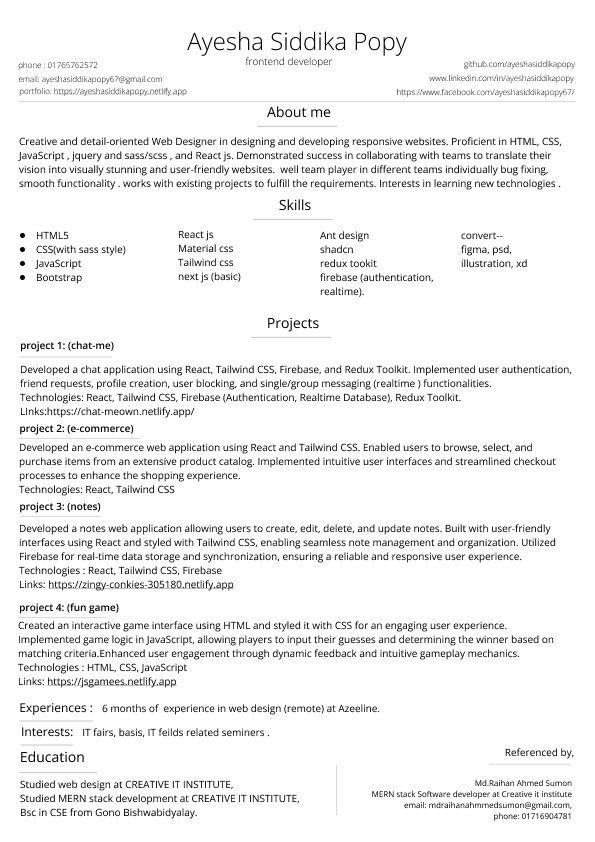 Ayesha Siddika Popy
frontend developer
phone : 01765762572
email: ayeshasiddikapopy67@gmail.com
portfolio: https://ayeshasiddikapopy.netlify.app
github.com/ayeshasiddikapopy
www.linkedin.com/in/ayeshasiddikapopy
https://www.facebook.com/ayeshasiddikapopy67/
About me
Creative and detail-oriented Web Designer in designing and developing responsive websites. Proficient in HTML, CSS,
JavaScript , jquery and sass/scss , and React js. Demonstrated success in collaborating with teams to translate their
vision into visually stunning and user-friendly websites.  well team player in different teams individually bug fixing,
smooth functionality . works with existing projects to fulfill the requirements. Interests in learning new technologies .
Skills
● HTML5
● CSS(with sass style)
● JavaScript
● Bootstrap
React js
Material css
Tailwind css
next js (basic)
Ant design
shadcn
redux tookit
firebase (authentication,
realtime).
convert--
figma, psd,
illustration, xd
Projects
project 1: (chat-me)
Developed a chat application using React, Tailwind CSS, Firebase, and Redux Toolkit. Implemented user authentication,
friend requests, profile creation, user blocking, and single/group messaging (realtime ) functionalities.
Technologies: React, Tailwind CSS, Firebase (Authentication, Realtime Database), Redux Toolkit.
LInks:https://chat-meown.netlify.app/
project 2: (e-commerce)
Developed an e-commerce web application using React and Tailwind CSS. Enabled users to browse, select, and
purchase items from an extensive product catalog. Implemented intuitive user interfaces and streamlined checkout
processes to enhance the shopping experience.
Technologies: React, Tailwind CSS
project 3: (notes)
Developed a notes web application allowing users to create, edit, delete, and update notes. Built with user-friendly
interfaces using React and styled with Tailwind CSS, enabling seamless note management and organization. Utilized
Firebase for real-time data storage and synchronization, ensuring a reliable and responsive user experience.
Technologies : React, Tailwind CSS, Firebase
Links: https://zingy-conkies-305180.netlify.app
project 4: (fun game)
Created an interactive game interface using HTML and styled it with CSS for an engaging user experience.
Implemented game logic in JavaScript, allowing players to input their guesses and determining the winner based on
matching criteria.Enhanced user engagement through dynamic feedback and intuitive gameplay mechanics.
Technologies : HTML, CSS, JavaScript
Links: https://jsgamees.netlify.app
Experiences :  6 months of  experience in web design (remote) at Azeeline.
Interests:  IT fairs, basis, IT feilds related seminers .
Education
Studied web design at CREATIVE IT INSTITUTE,
Studied MERN stack development at CREATIVE IT INSTITUTE,
Bsc in CSE from Gono Bishwabidyalay.
Referenced by,
Md.Raihan Ahmed Sumon
MERN stack Software developer at Creative it institute
email: mdraihanahmmedsumon@gmail.com,
phone: 01716904781